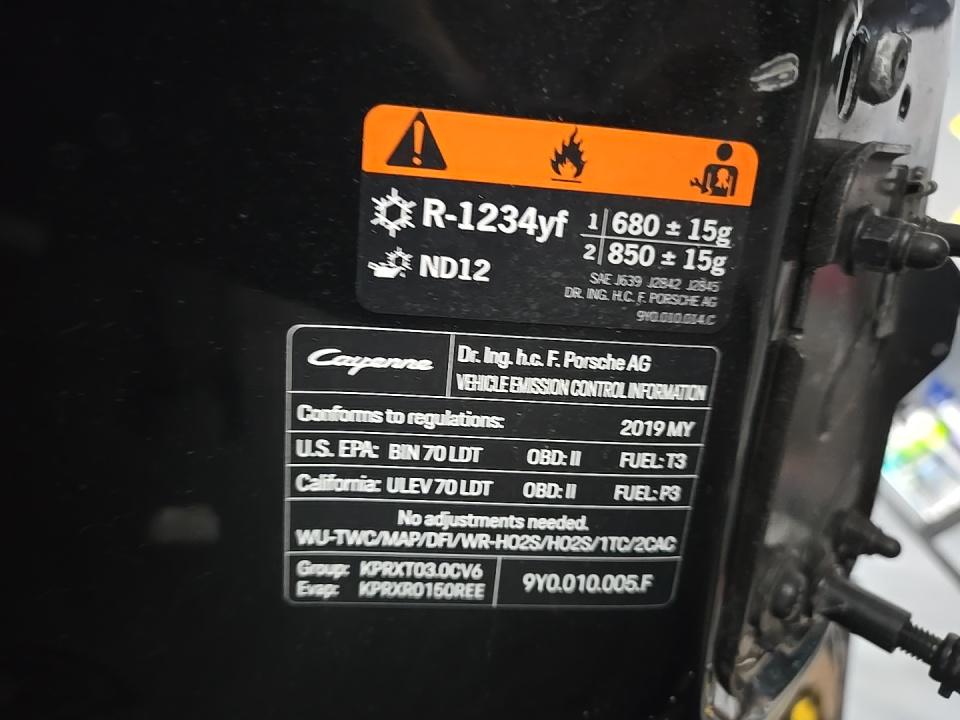 R-1234yf 1 680 ± 15g
2 850 ± 15g
ND12
SAE J639 J2842 J2845
DR. ING. H.C. F. PORSCHE AG
9Y0.010.014.C
Cayenne
Dr. Ing. h.c. F. Porsche AG
VEHICLE EMISSION CONTROL INFORMATION
Conforms to regulations: 2019 MY
U.S. EPA: BIN 70 LDT OBD: II FUEL: T3
California: ULEV 70 LDT OBD: II FUEL: P3
No adjustments needed.
WU-TWC/MAP/DFI/WR-HO2S/HO2S/1TC/2CAC
Group: KPRXT03.0CV6
Evap: KPRXR0150REE
9Y0.010.005.F